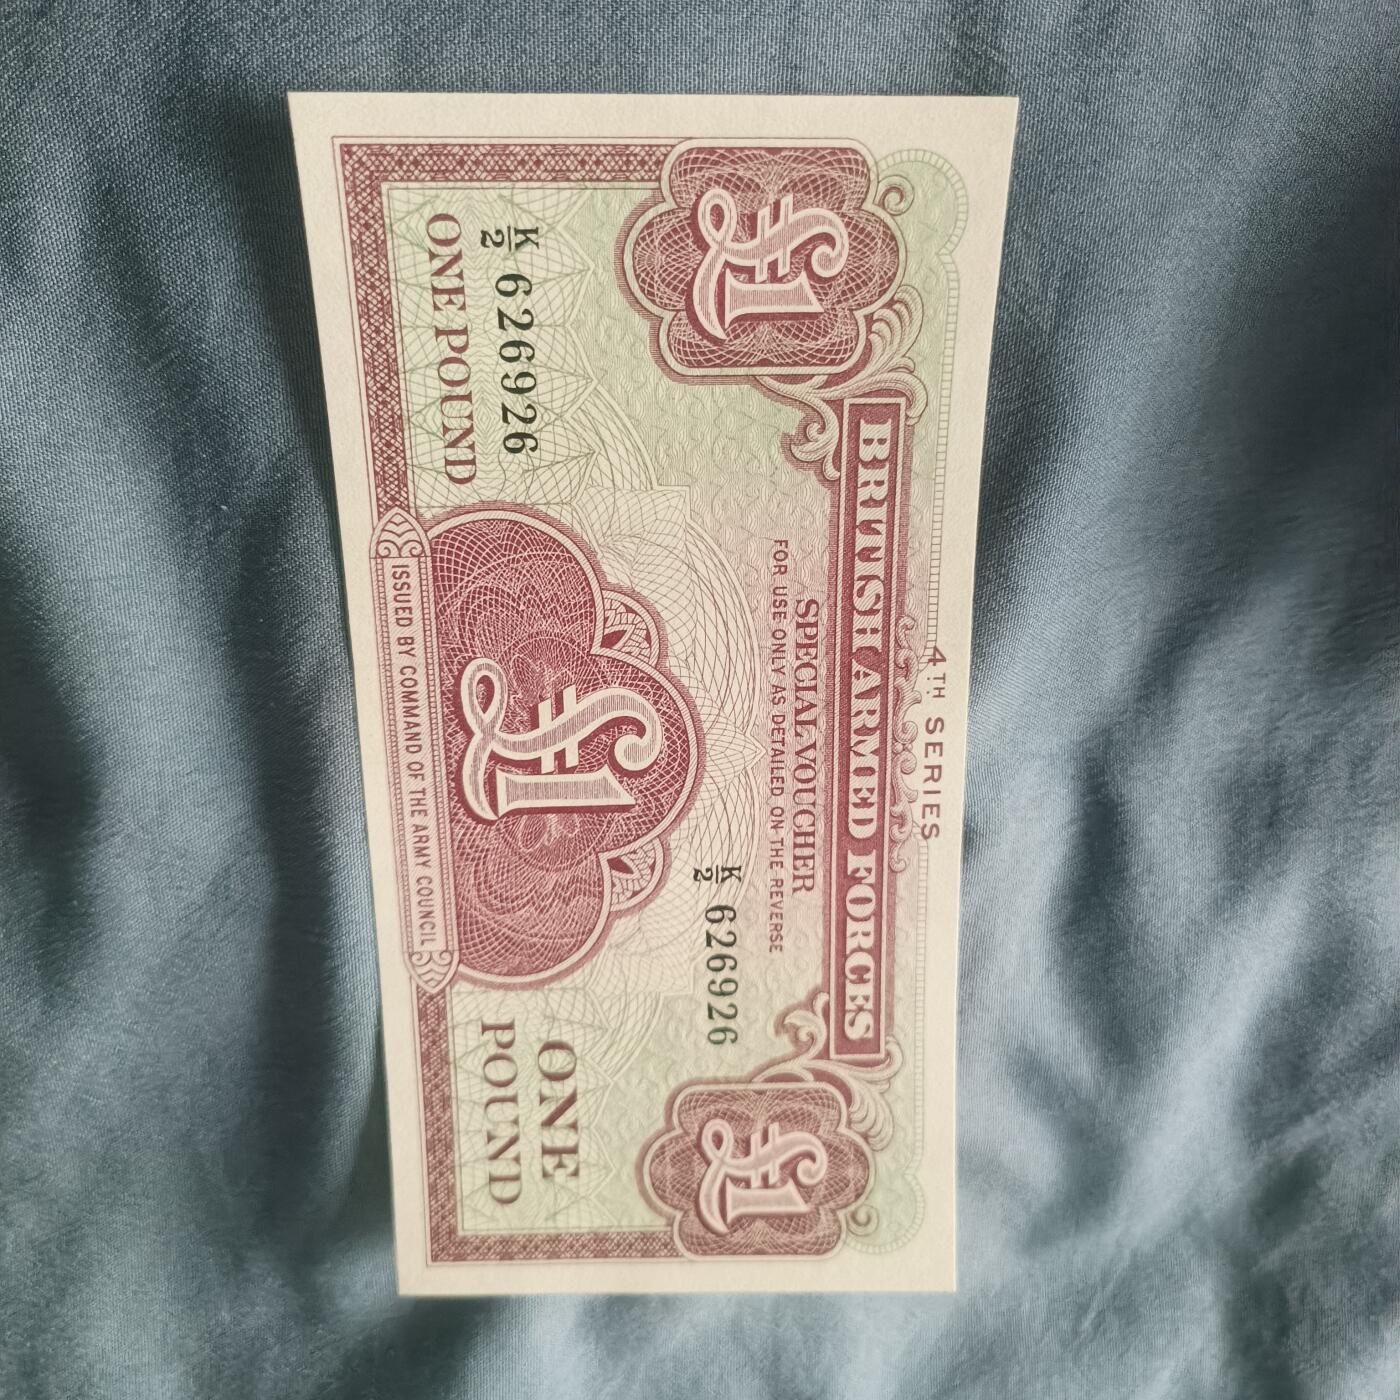 4TH SERIES
£1
BRITISH ARMED FORCES
£1
SPECIAL VOUCHER
FOR USE ONLY AS DETAILED ON THE REVERSE
K/2 626926
K/2 626926
ONE POUND
£1
ONE
POUND
ISSUED BY COMMAND OF THE ARMY COUNCIL